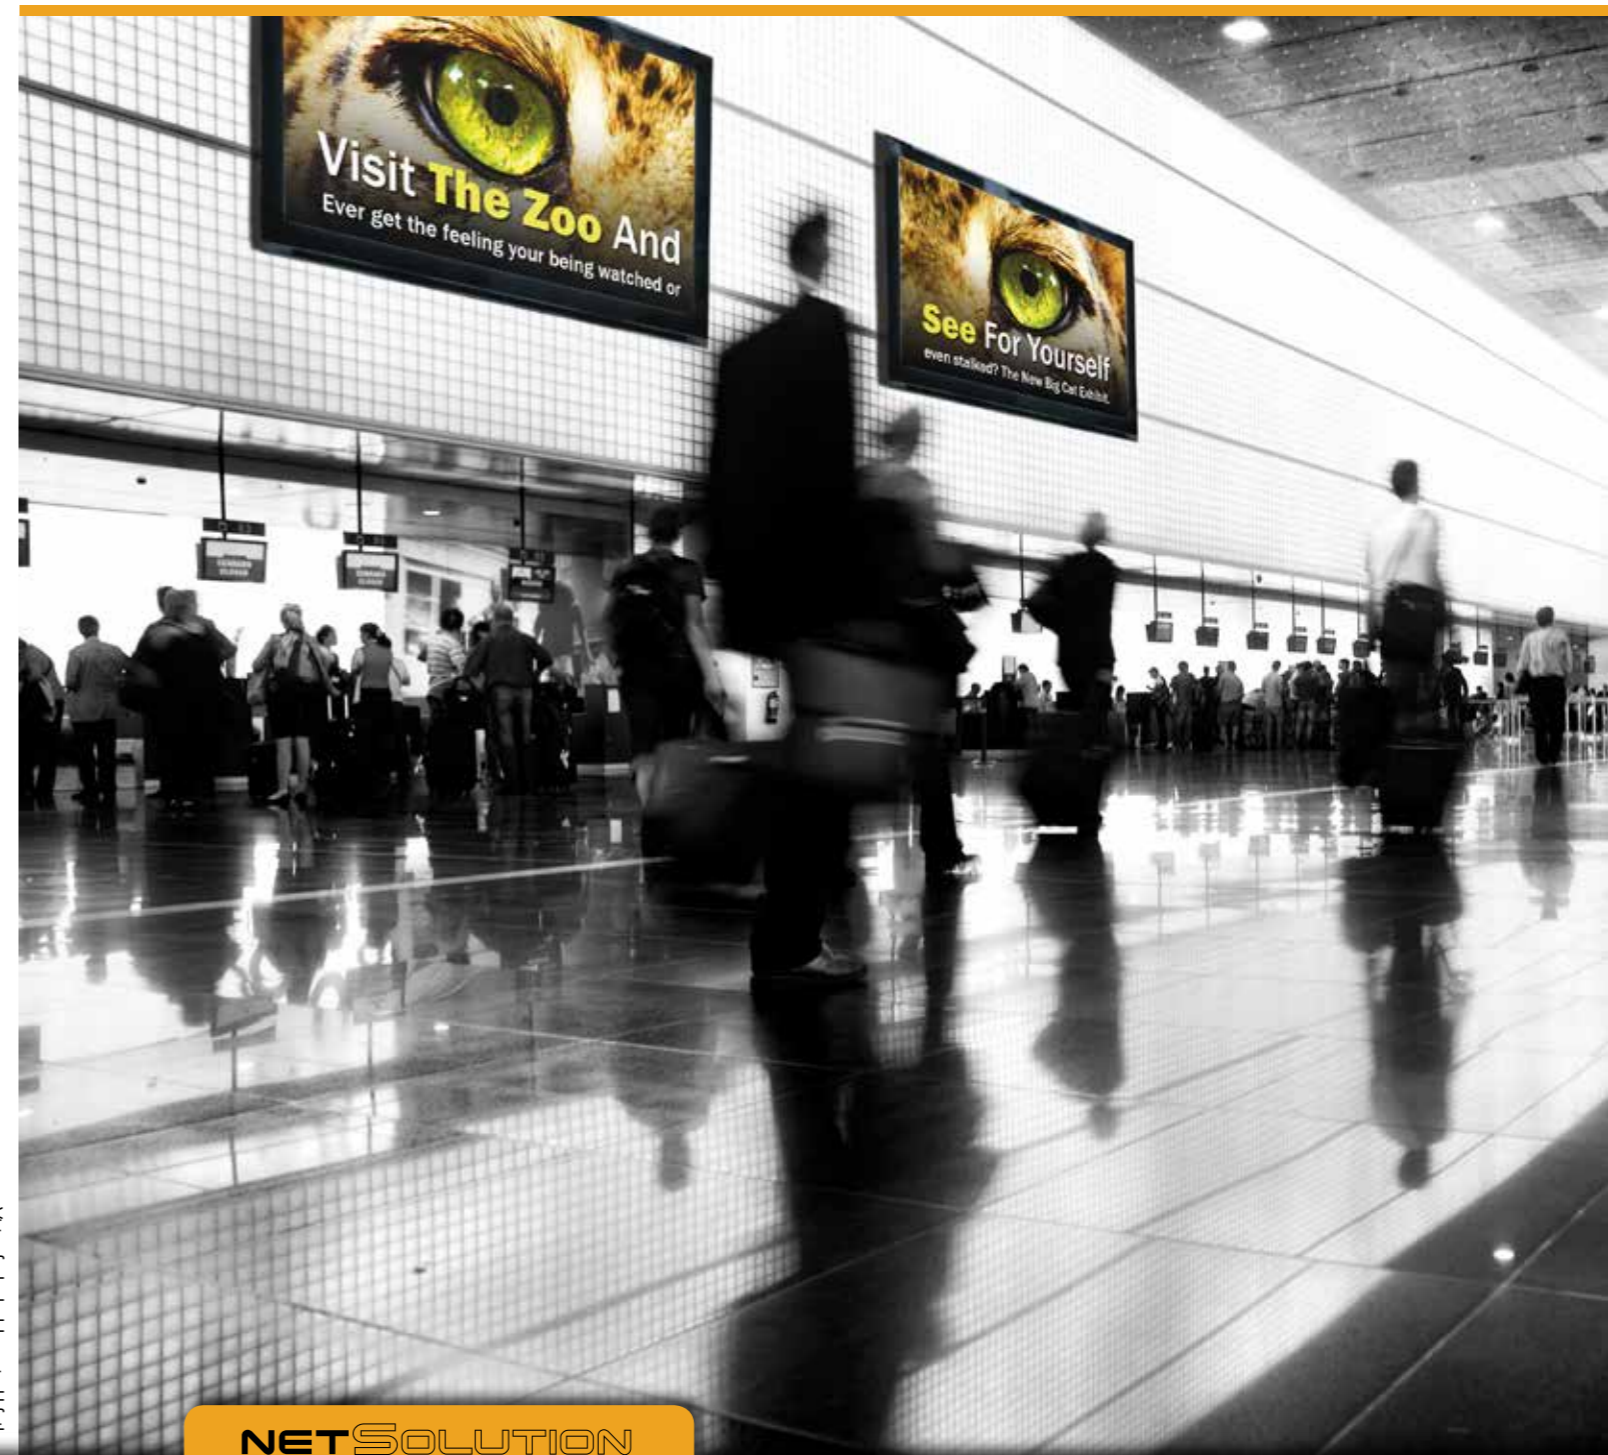 Visit The Zoo And
Ever get the feeling your being watched or
See For Yourself
even stalked? The New Big Cat Exhibit.
NETSOLUTION